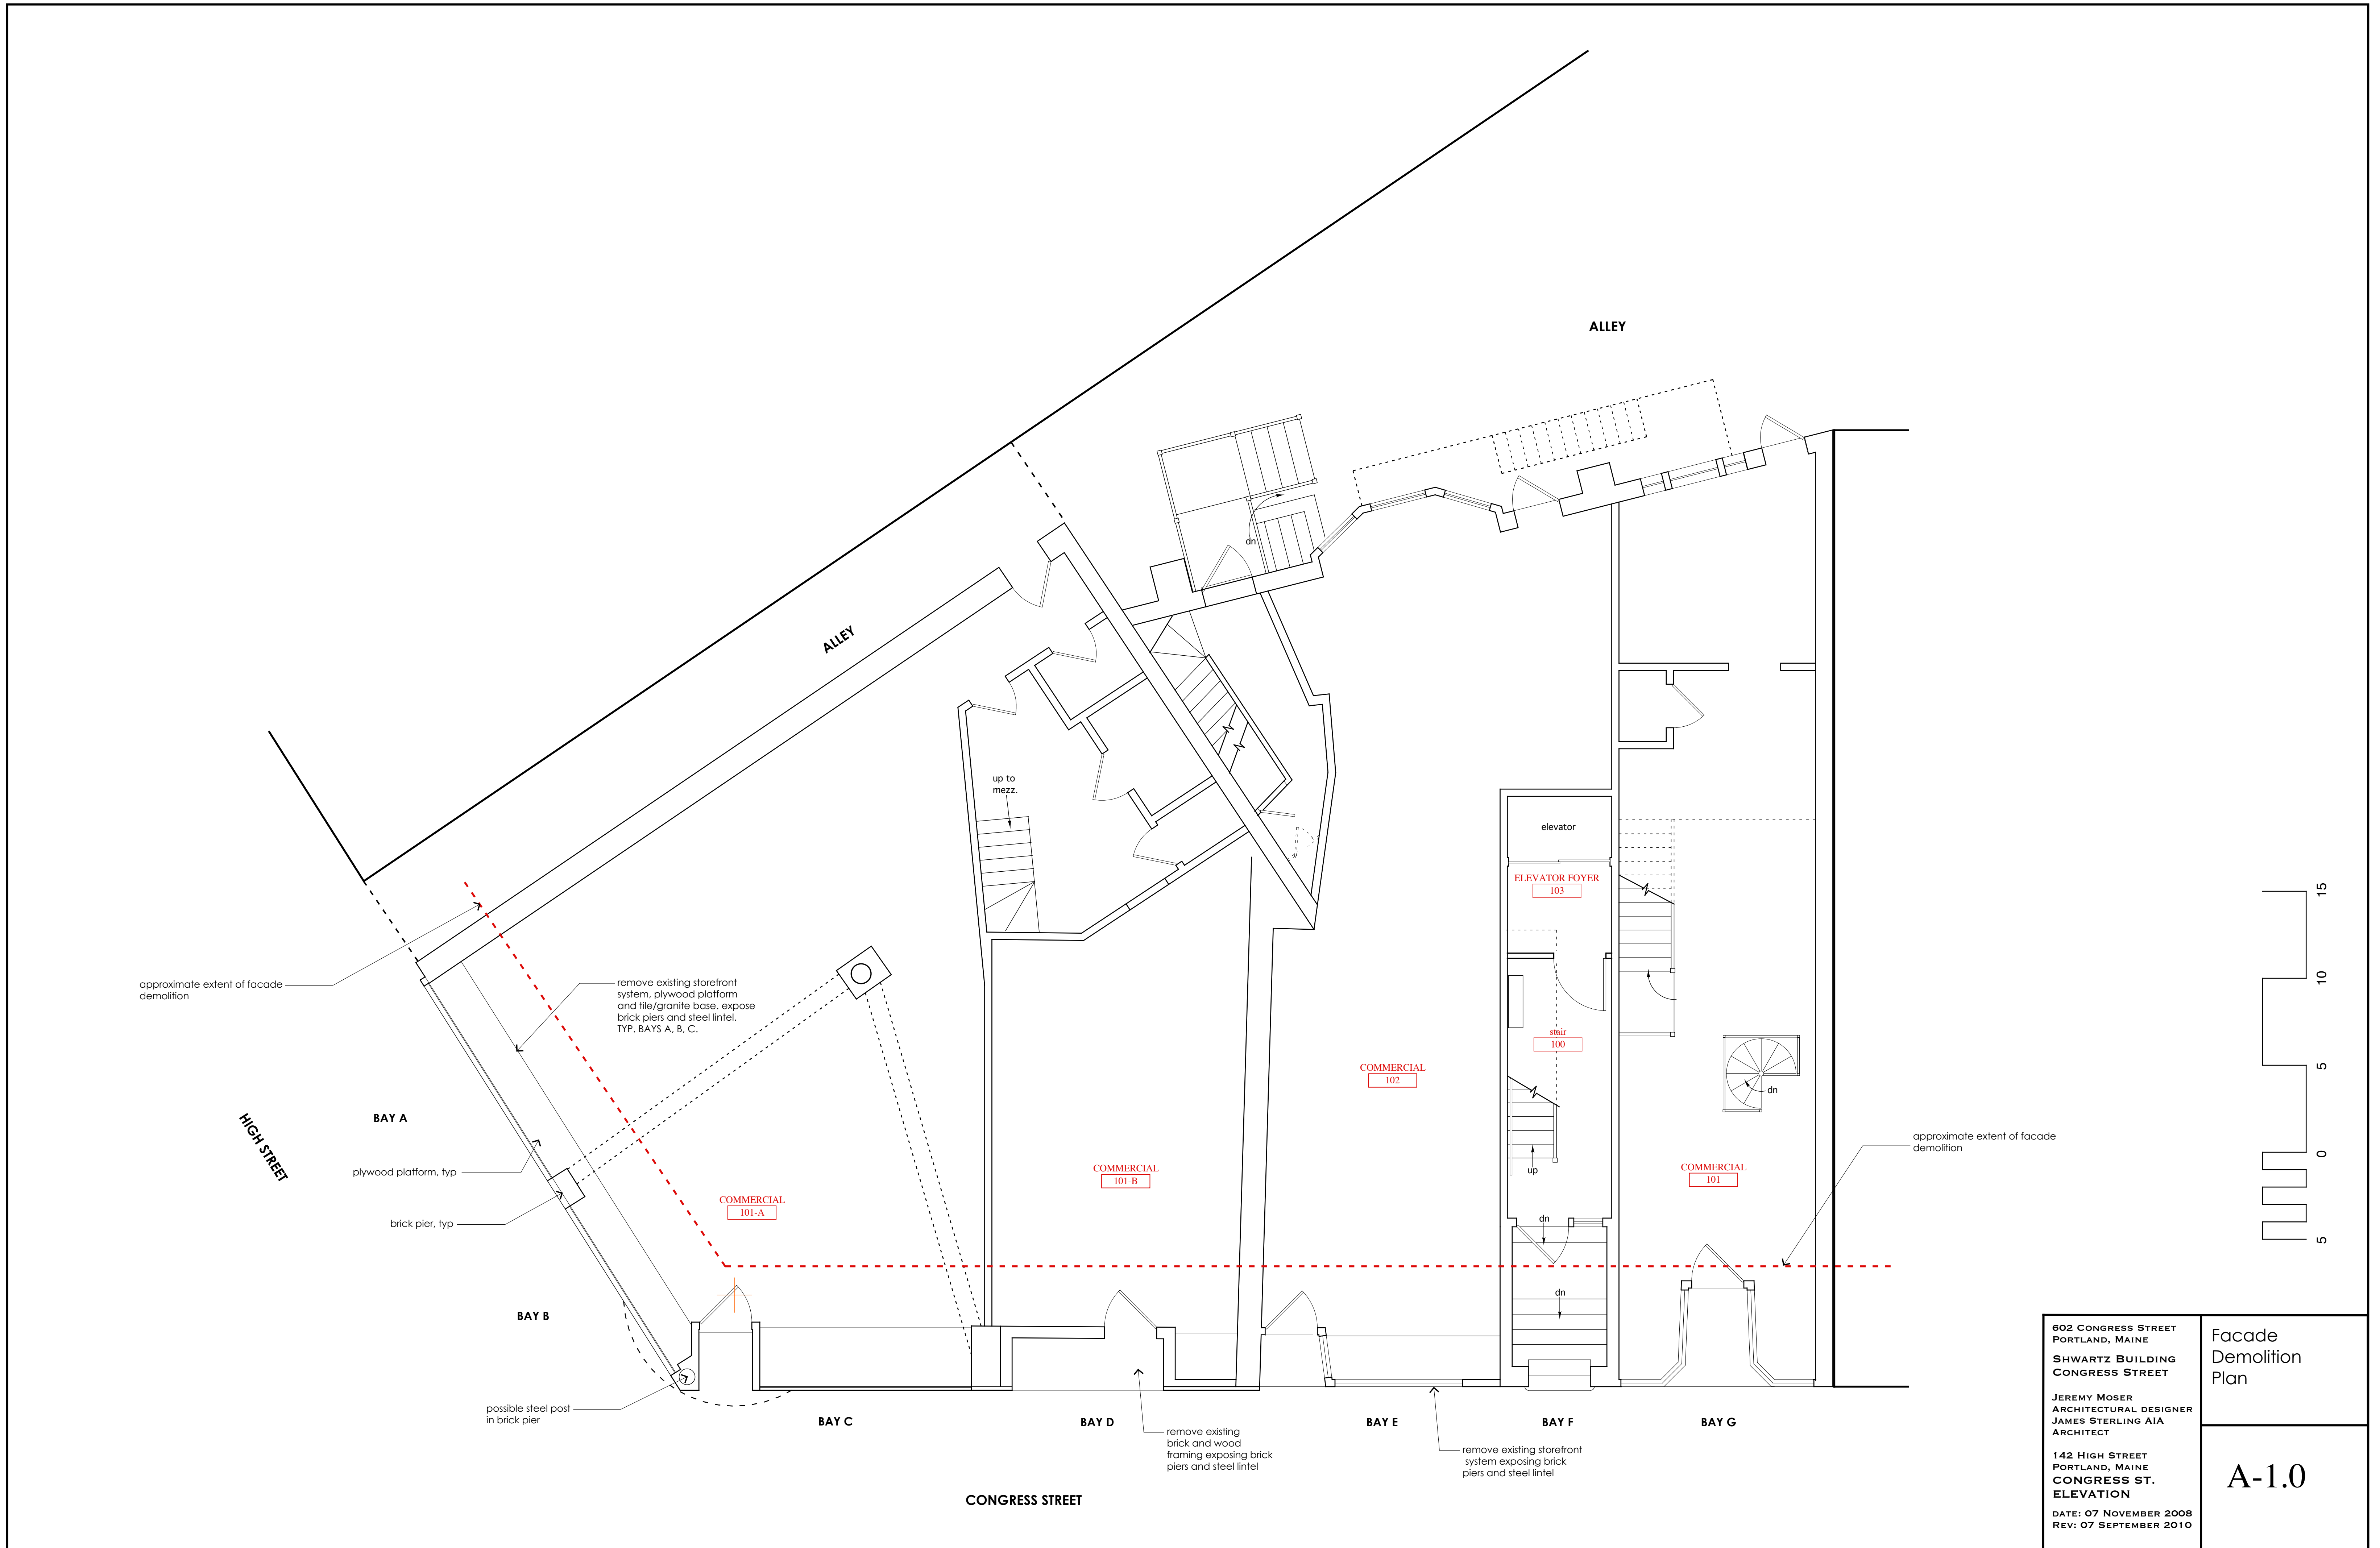 ALLEY
ALLEY
dn
up to
mezz.
elevator
ELEVATOR FOYER
103
approximate extent of facade
demolition
remove existing storefront
system, plywood platform
and tile/granite base. expose
brick piers and steel lintel.
TYP. BAYS A, B, C.
stair
100
COMMERCIAL
102
dn
BAY A
HIGH STREET
plywood platform, typ
brick pier, typ
COMMERCIAL
101-A
COMMERCIAL
101-B
up
COMMERCIAL
101
approximate extent of facade
demolition
dn
dn
BAY B
possible steel post
in brick pier
BAY C
BAY D
BAY E
BAY F
BAY G
remove existing
brick and wood
framing exposing brick
piers and steel lintel
remove existing storefront
system exposing brick
piers and steel lintel
CONGRESS STREET
15
10
5
0
5
602 Congress Street
Portland, Maine
Shwartz Building
Congress Street
Jeremy Moser
Architectural designer
James Sterling AIA
Architect
142 High Street
Portland, Maine
CONGRESS ST.
ELEVATION
date: 07 November 2008
Rev: 07 September 2010
Facade
Demolition
Plan
A-1.0